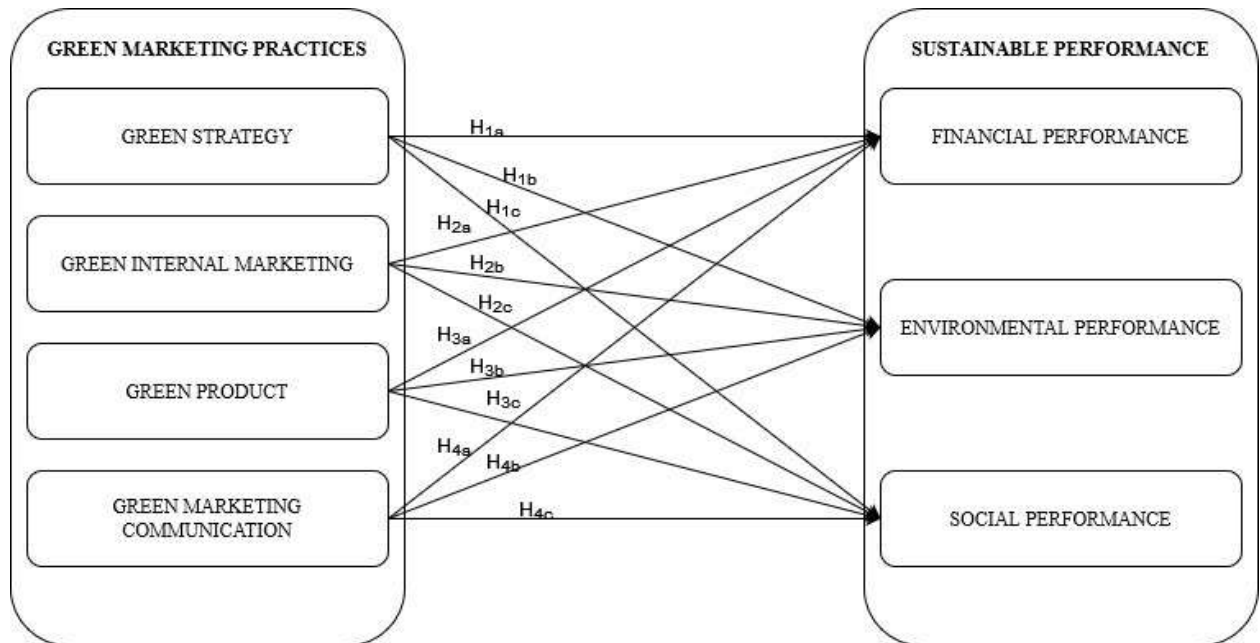 GREEN MARKETING PRACTICES
GREEN STRATEGY
GREEN INTERNAL MARKETING
GREEN PRODUCT
GREEN MARKETING
COMMUNICATION
H1a
H1b
H1c
H2a
H2b
H2c
H3a
H3b
H3c
H4a
H4b
H4c
SUSTAINABLE PERFORMANCE
FINANCIAL PERFORMANCE
ENVIRONMENTAL PERFORMANCE
SOCIAL PERFORMANCE